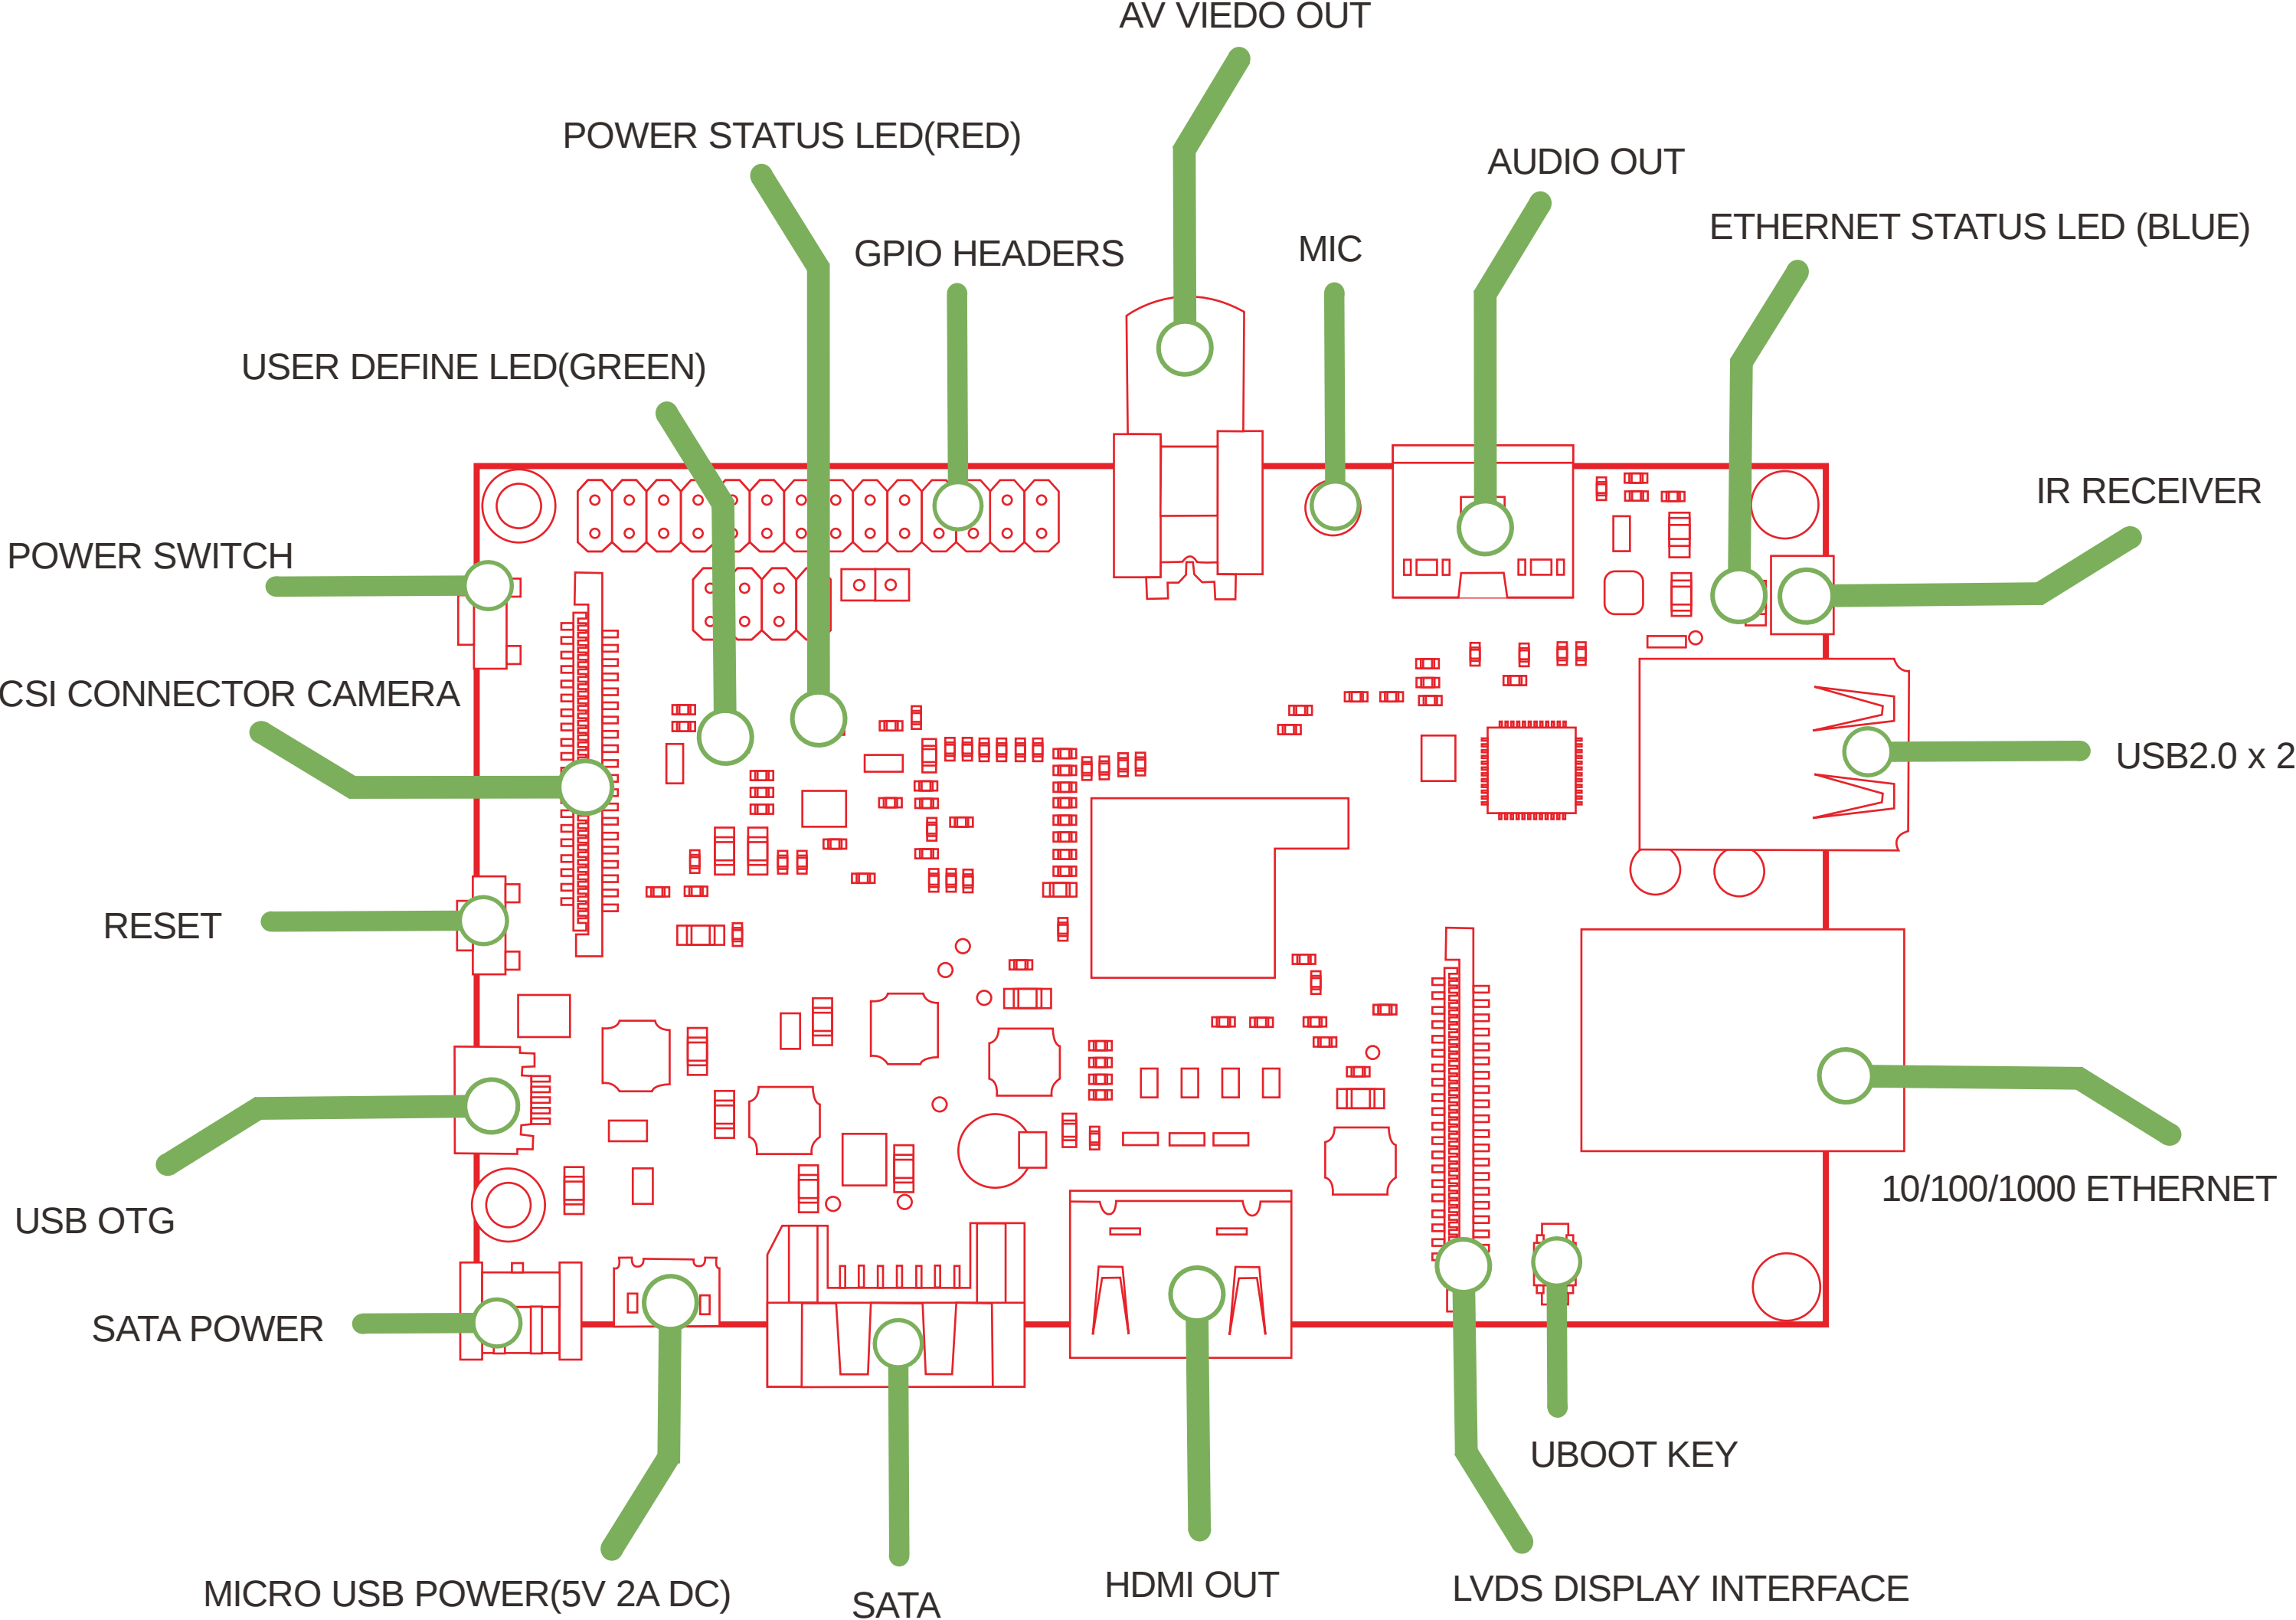 AV VIEDO OUT
POWER STATUS LED(RED)
AUDIO OUT
ETHERNET STATUS LED (BLUE)
GPIO HEADERS
MIC
USER DEFINE LED(GREEN)
IR RECEIVER
POWER SWITCH
CSI CONNECTOR CAMERA
USB2.0 x 2
RESET
10/100/1000 ETHERNET
USB OTG
SATA POWER
UBOOT KEY
MICRO USB POWER(5V 2A DC)
SATA
HDMI OUT
LVDS DISPLAY INTERFACE